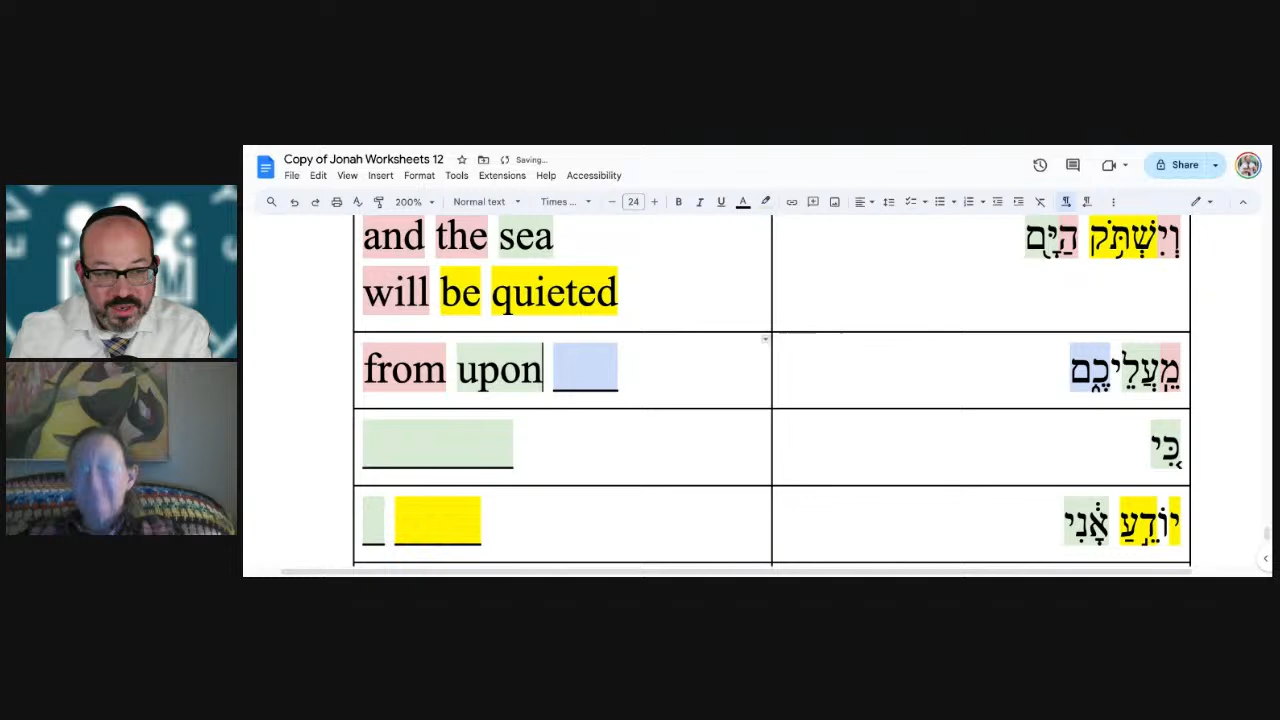 Copy of Jonah Worksheets 12 Saving...
File Edit View Insert Format Tools Extensions Help Accessibility
Share
200% Normal text Times ... 24 B I U A
and the sea
will be quieted
וְיִשְׁתֹּ֥ק הַיָּ֖ם
from upon
מֵֽעֲלֵיכֶ֑ם
כִּ֚י
יוֹדֵ֣עַ אָ֔נִי